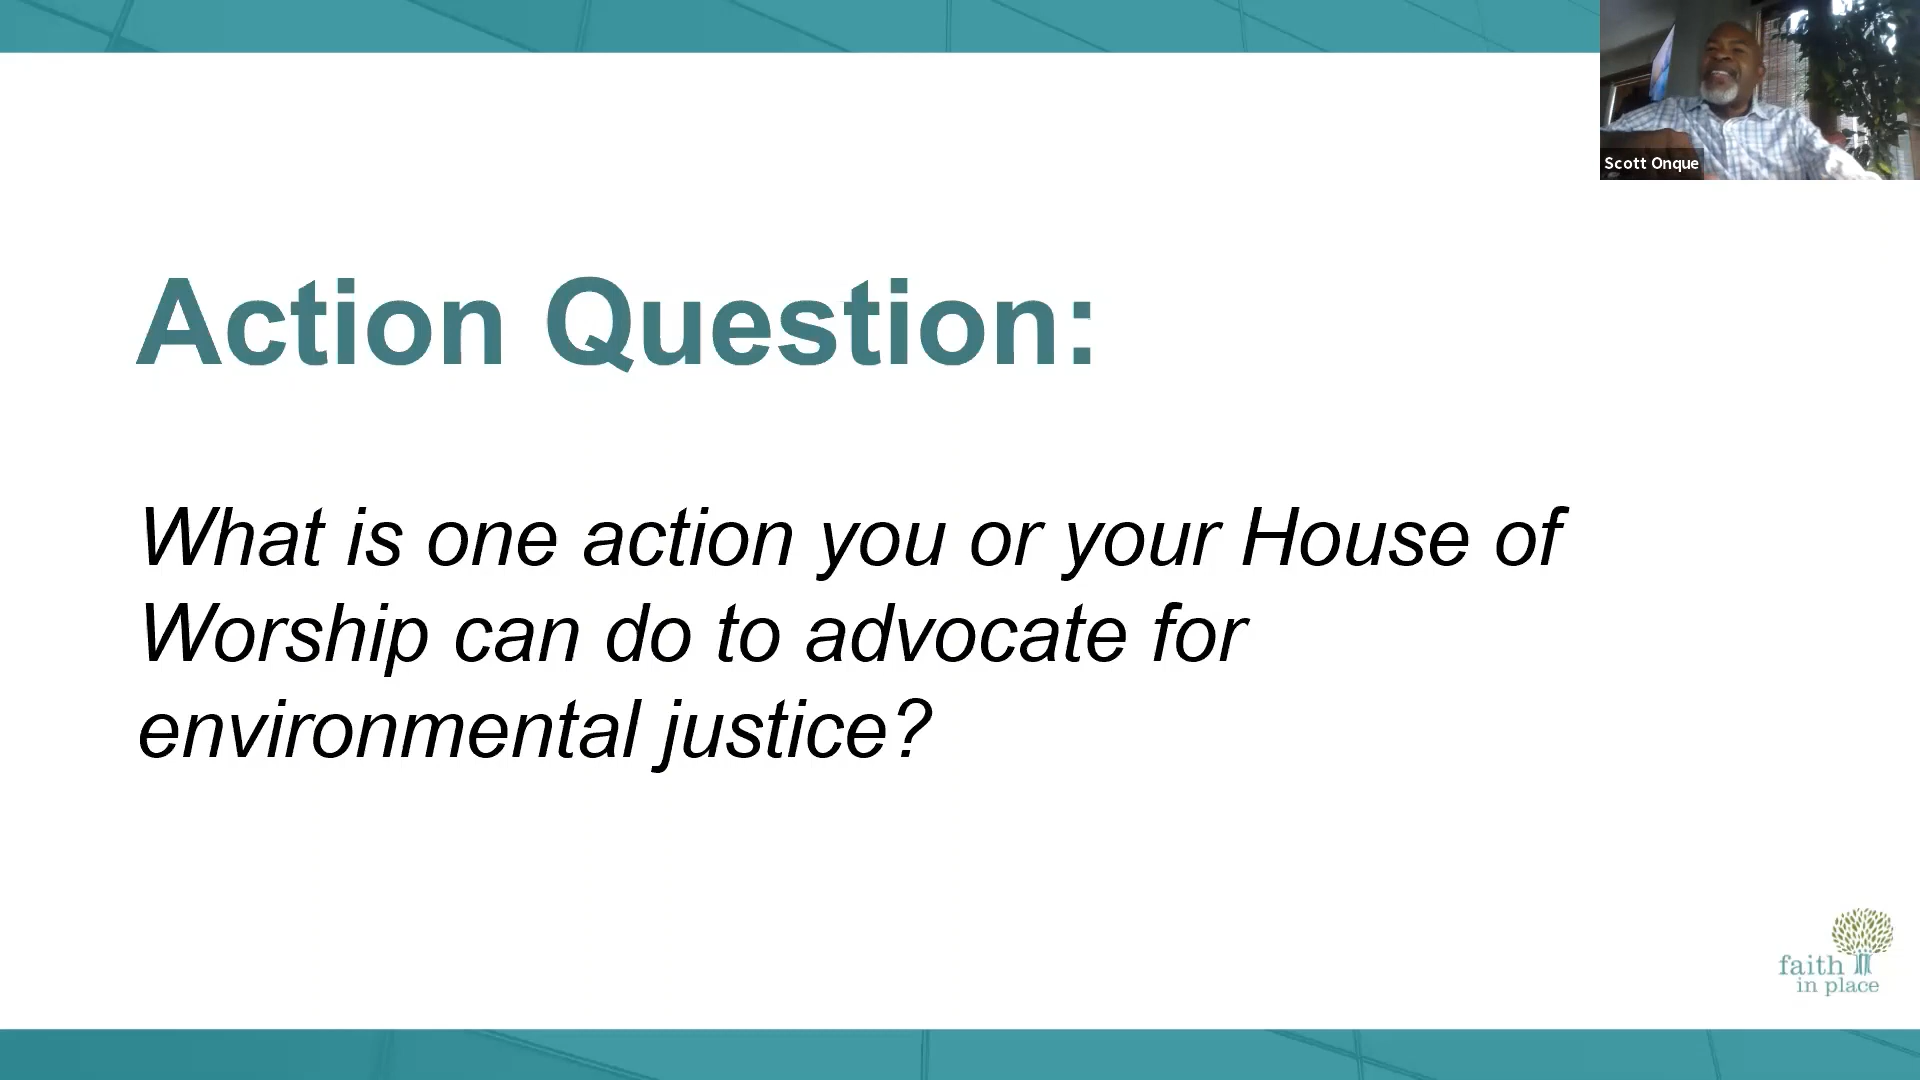 Scott Onque
Action Question:
What is one action you or your House of
Worship can do to advocate for
environmental justice?
faith
in place